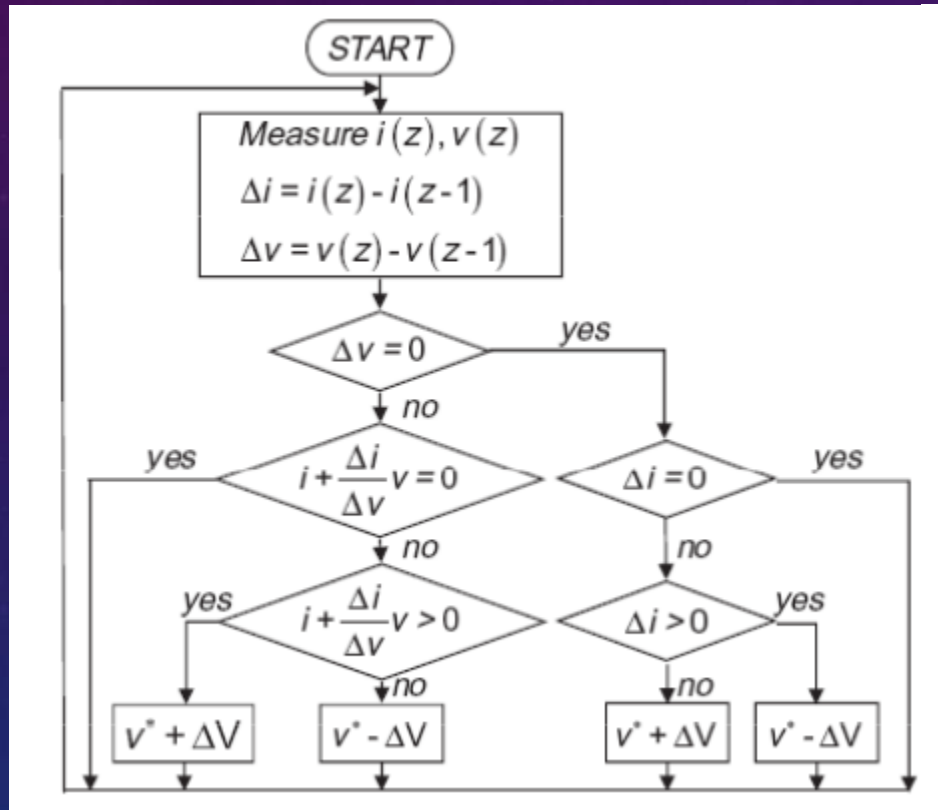 START
Measure i(z), v(z)
Δi = i(z) - i(z-1)
Δv = v(z) - v(z-1)
Δv = 0
yes
no
i + Δi/Δv v = 0
yes
no
Δi = 0
yes
no
i + Δi/Δv v > 0
yes
no
Δi > 0
yes
no
v* + ΔV
v* - ΔV
v* + ΔV
v* - ΔV